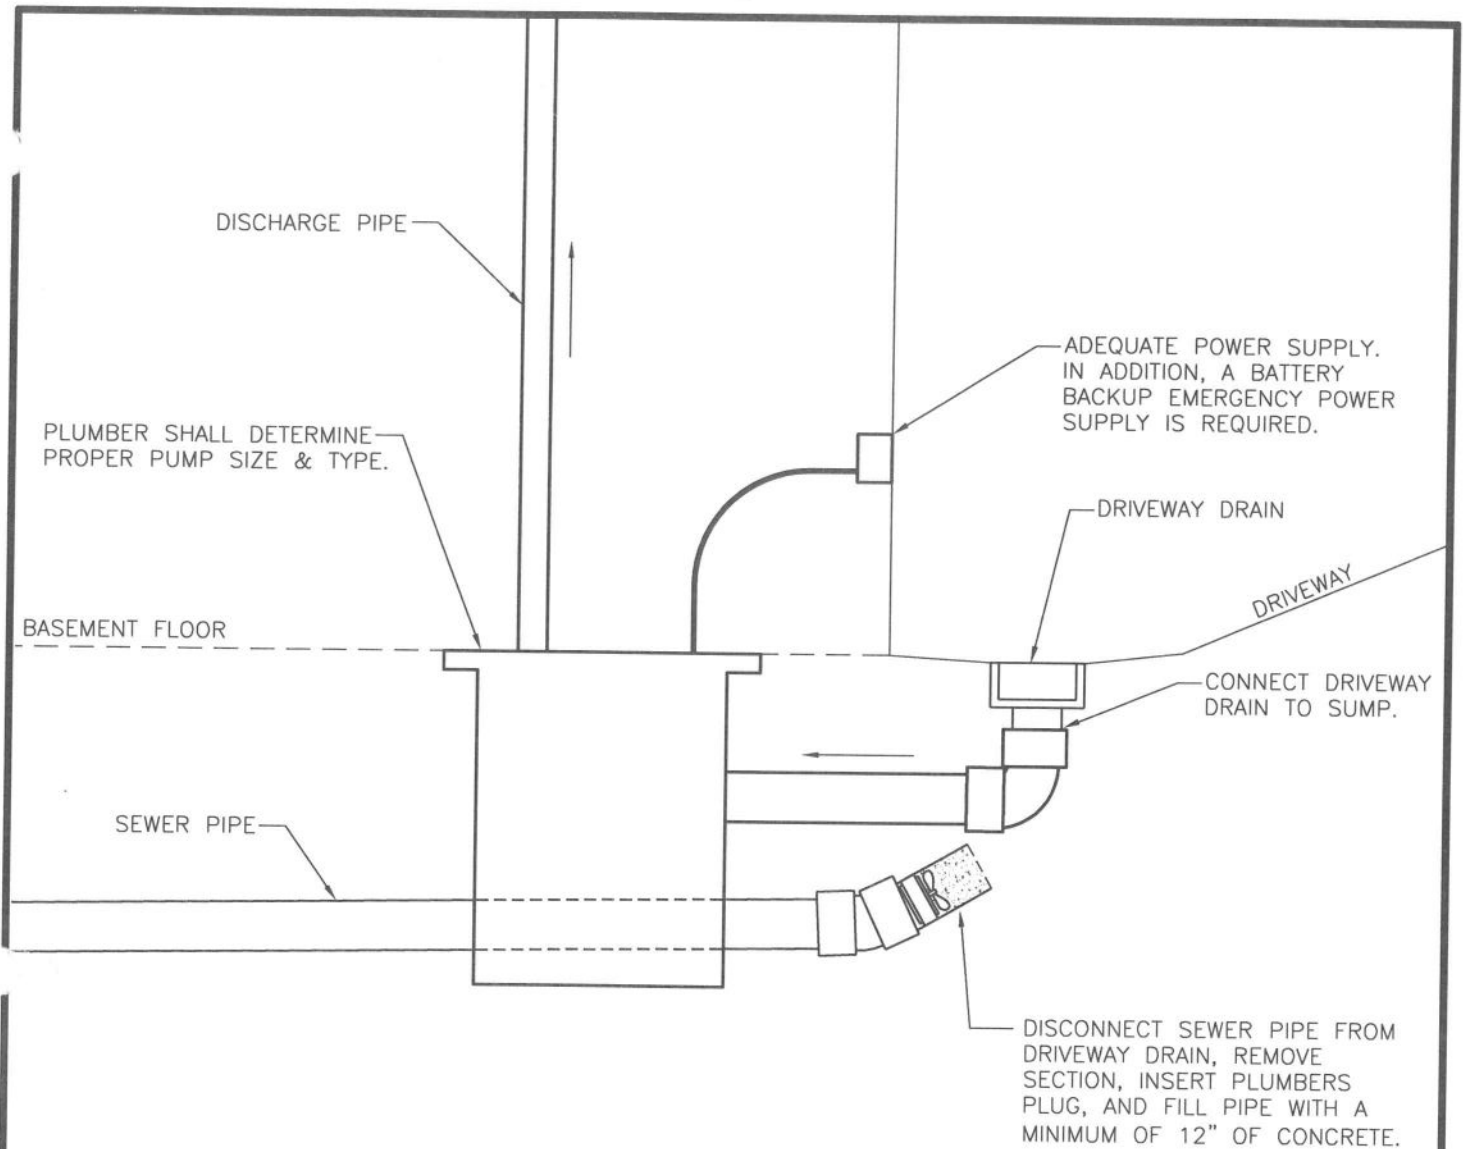 DISCHARGE PIPE
ADEQUATE POWER SUPPLY.
IN ADDITION, A BATTERY
BACKUP EMERGENCY POWER
SUPPLY IS REQUIRED.
PLUMBER SHALL DETERMINE
PROPER PUMP SIZE & TYPE.
DRIVEWAY DRAIN
DRIVEWAY
BASEMENT FLOOR
CONNECT DRIVEWAY
DRAIN TO SUMP.
SEWER PIPE
DISCONNECT SEWER PIPE FROM
DRIVEWAY DRAIN, REMOVE
SECTION, INSERT PLUMBERS
PLUG, AND FILL PIPE WITH A
MINIMUM OF 12" OF CONCRETE.